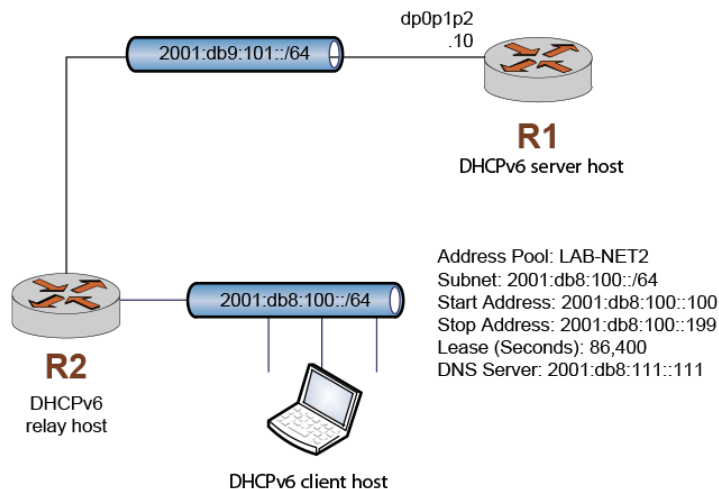 dp0p1p2
.10
2001:db9:101::/64
R1
DHCPv6 server host
Address Pool: LAB-NET2
Subnet: 2001:db8:100::/64
Start Address: 2001:db8:100::100
Stop Address: 2001:db8:100::199
Lease (Seconds): 86,400
DNS Server: 2001:db8:111::111
2001:db8:100::/64
R2
DHCPv6
relay host
DHCPv6 client host